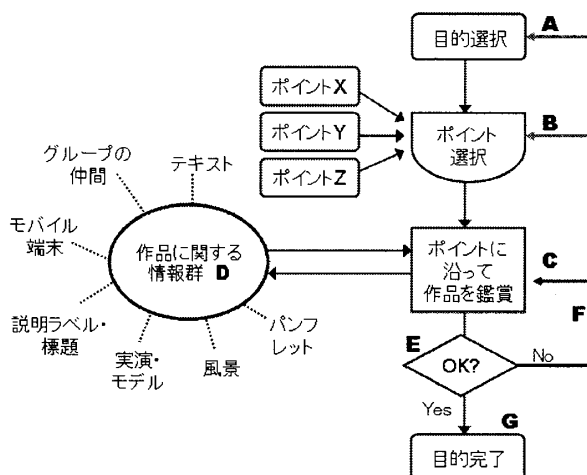 A
目的選択
ポイントX
ポイントY
ポイントZ
B
ポイント
選択
グループの
仲間
テキスト
モバイル
端末
作品に関する
情報群 D
説明ラベル・
標題
実演・
モデル
風景
パンフ
レット
ポイントに
沿って
作品を鑑賞
C
F
E
OK?
No
Yes
G
目的完了